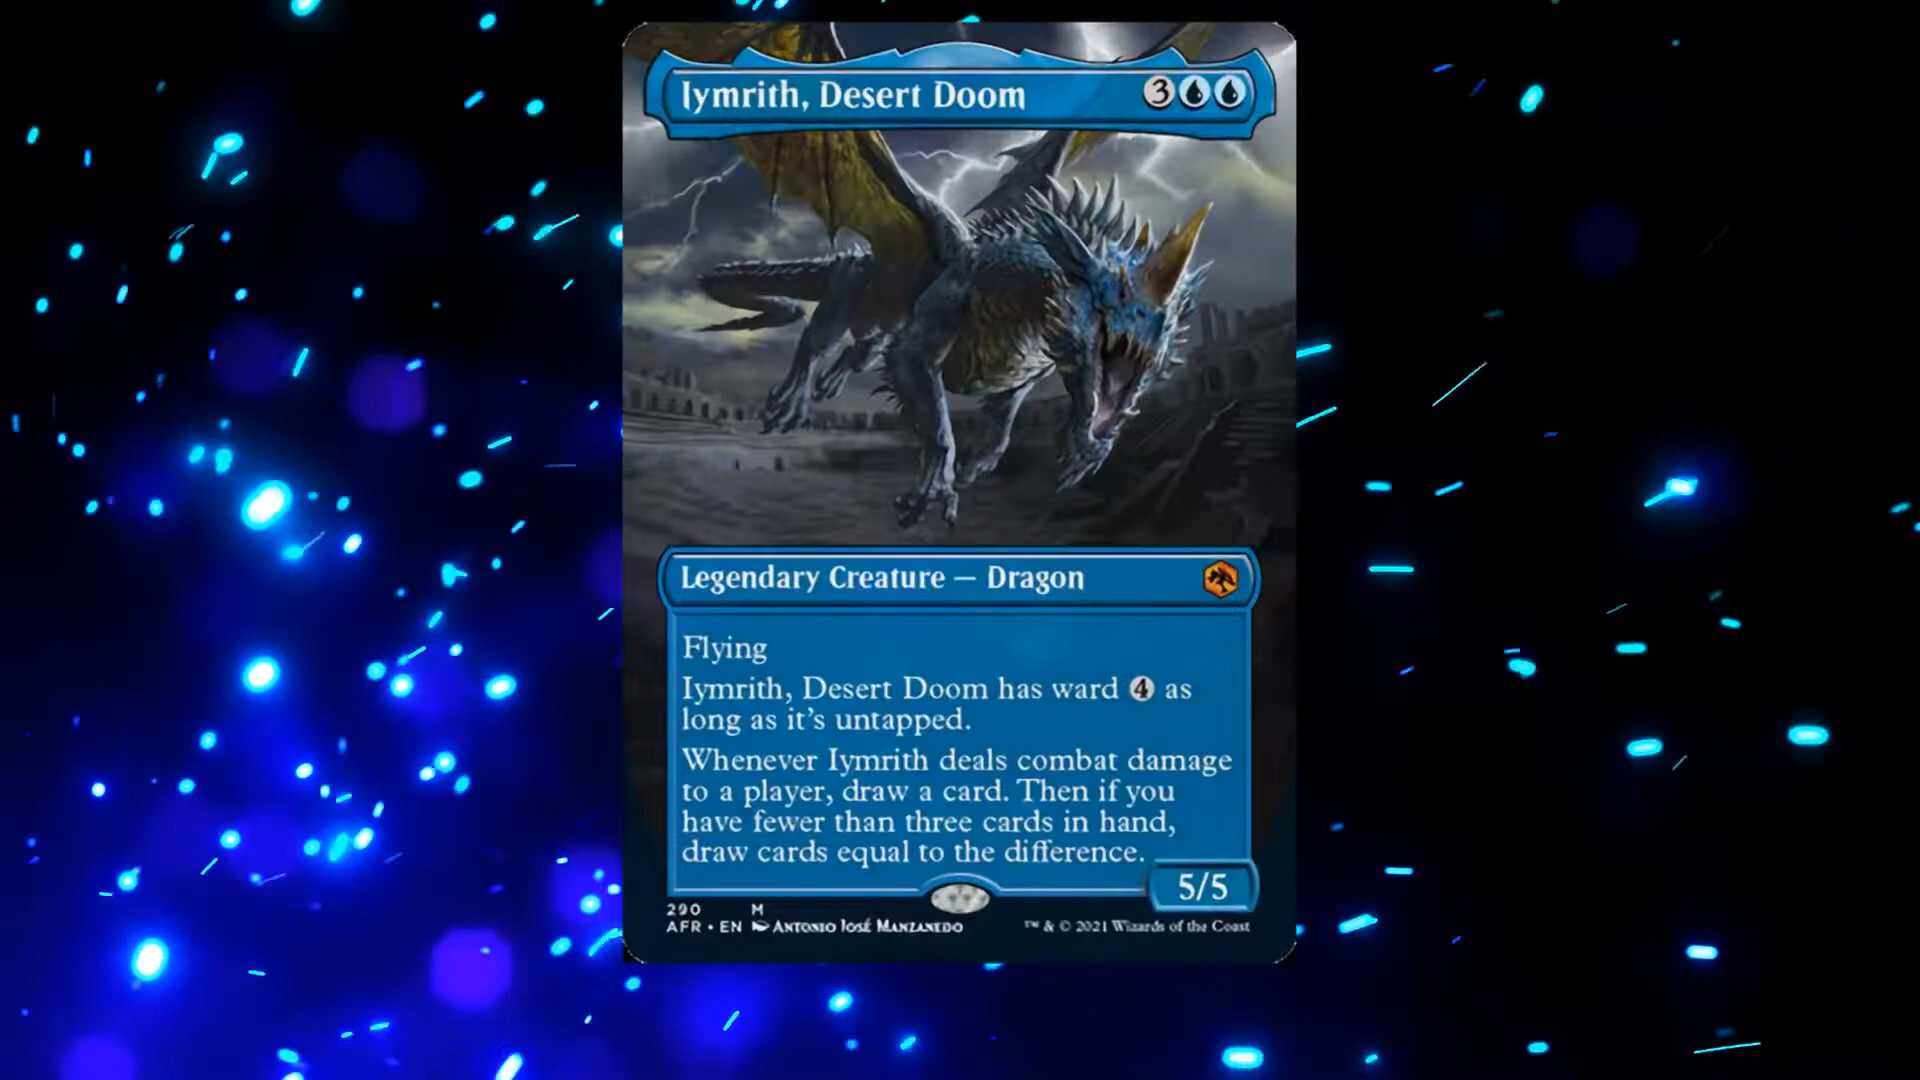 Iymrith, Desert Doom 3
Legendary Creature — Dragon
Flying
Iymrith, Desert Doom has ward 4 as
long as it's untapped.
Whenever Iymrith deals combat damage
to a player, draw a card. Then if you
have fewer than three cards in hand,
draw cards equal to the difference.
5/5
290 M
AFR • EN Antonio José Manzanedo ™ & © 2021 Wizards of the Coast